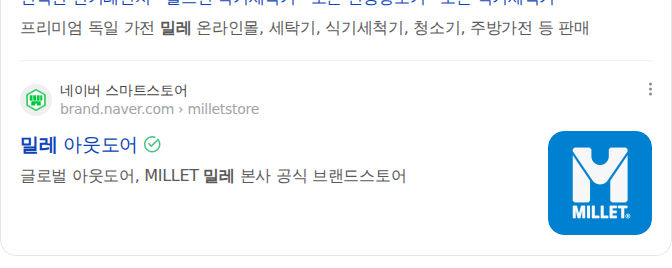 프리미엄 독일 가전 밀레 온라인몰, 세탁기, 식기세척기, 청소기, 주방가전 등 판매
네이버 스마트스토어
brand.naver.com › milletstore
밀레 아웃도어
글로벌 아웃도어, MILLET 밀레 본사 공식 브랜드스토어
MILLET®